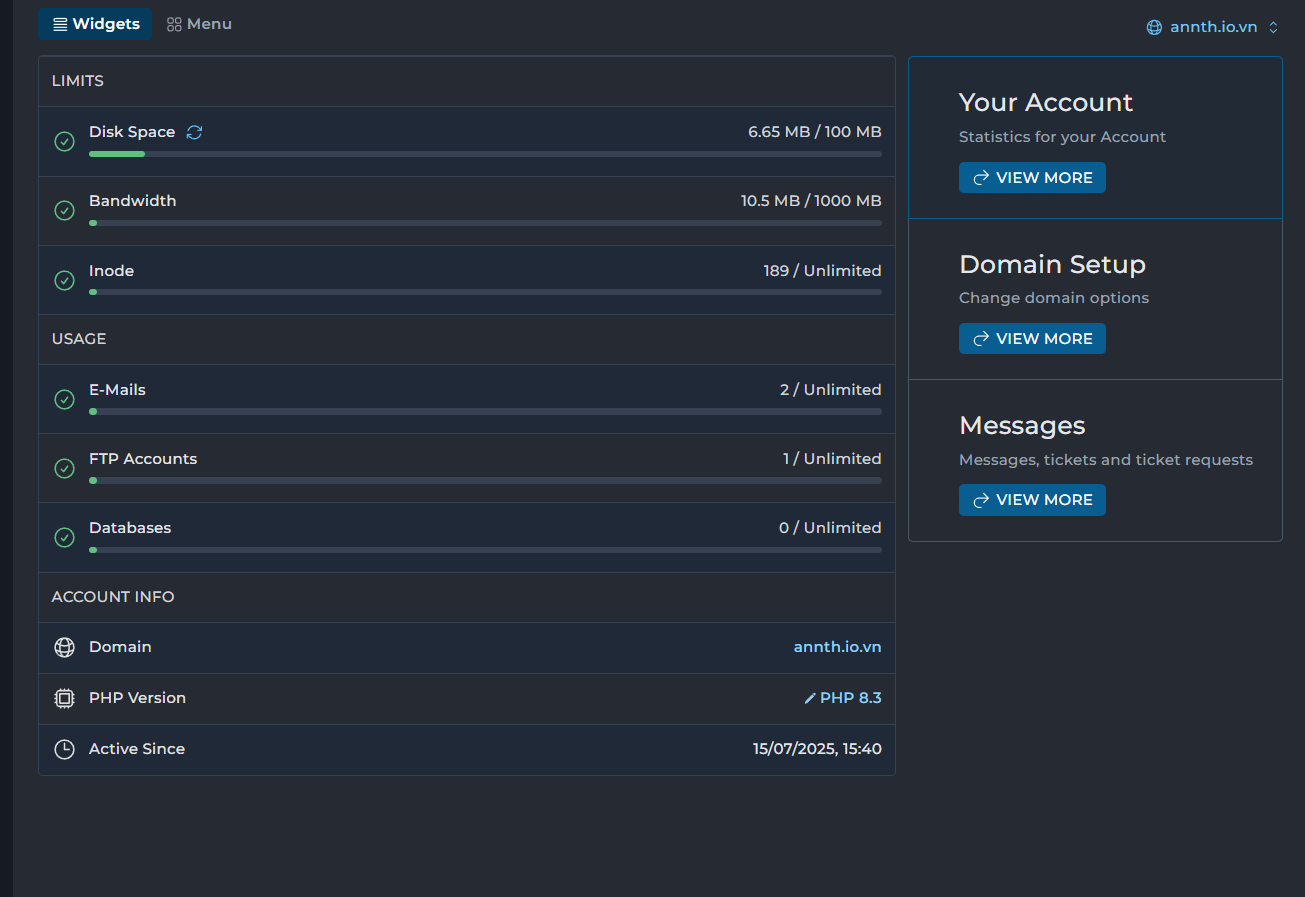 Widgets
Menu
annth.io.vn
LIMITS
Disk Space 6.65 MB / 100 MB
Bandwidth 10.5 MB / 1000 MB
Inode 189 / Unlimited
USAGE
E-Mails 2 / Unlimited
FTP Accounts 1 / Unlimited
Databases 0 / Unlimited
ACCOUNT INFO
Domain annth.io.vn
PHP Version PHP 8.3
Active Since 15/07/2025, 15:40
Your Account
Statistics for your Account
VIEW MORE
Domain Setup
Change domain options
VIEW MORE
Messages
Messages, tickets and ticket requests
VIEW MORE